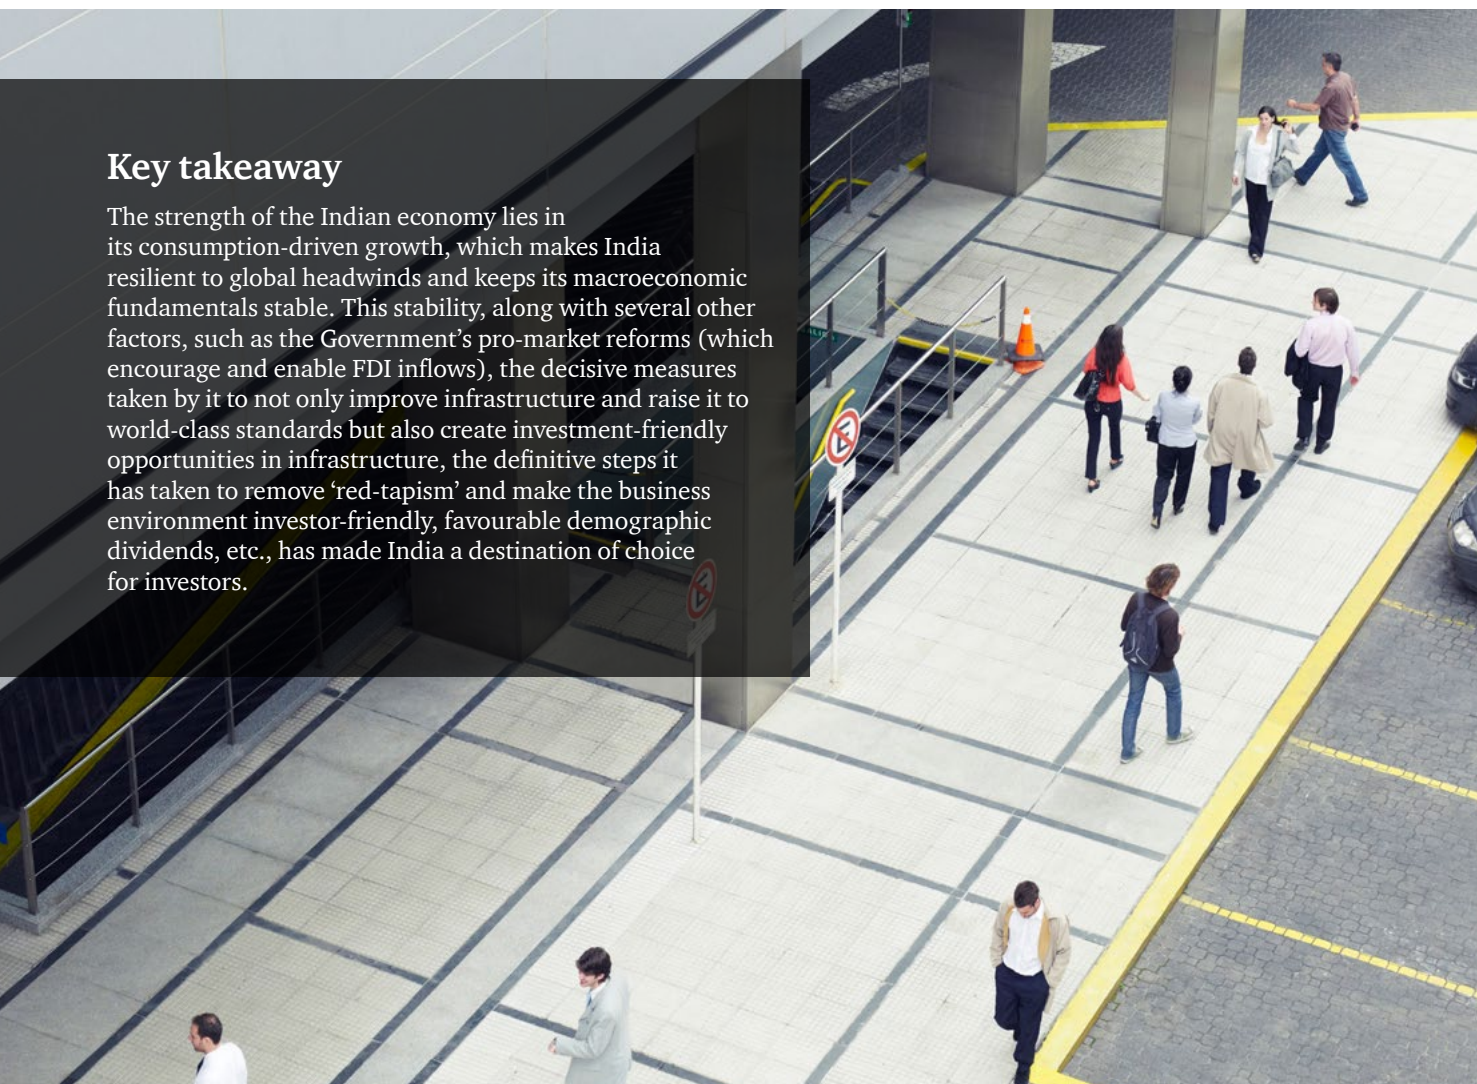 Key takeaway
The strength of the Indian economy lies in
its consumption-driven growth, which makes India
resilient to global headwinds and keeps its macroeconomic
fundamentals stable. This stability, along with several other
factors, such as the Government’s pro-market reforms (which
encourage and enable FDI inflows), the decisive measures
taken by it to not only improve infrastructure and raise it to
world-class standards but also create investment-friendly
opportunities in infrastructure, the definitive steps it
has taken to remove ‘red-tapism’ and make the business
environment investor-friendly, favourable demographic
dividends, etc., has made India a destination of choice
for investors.
E
E